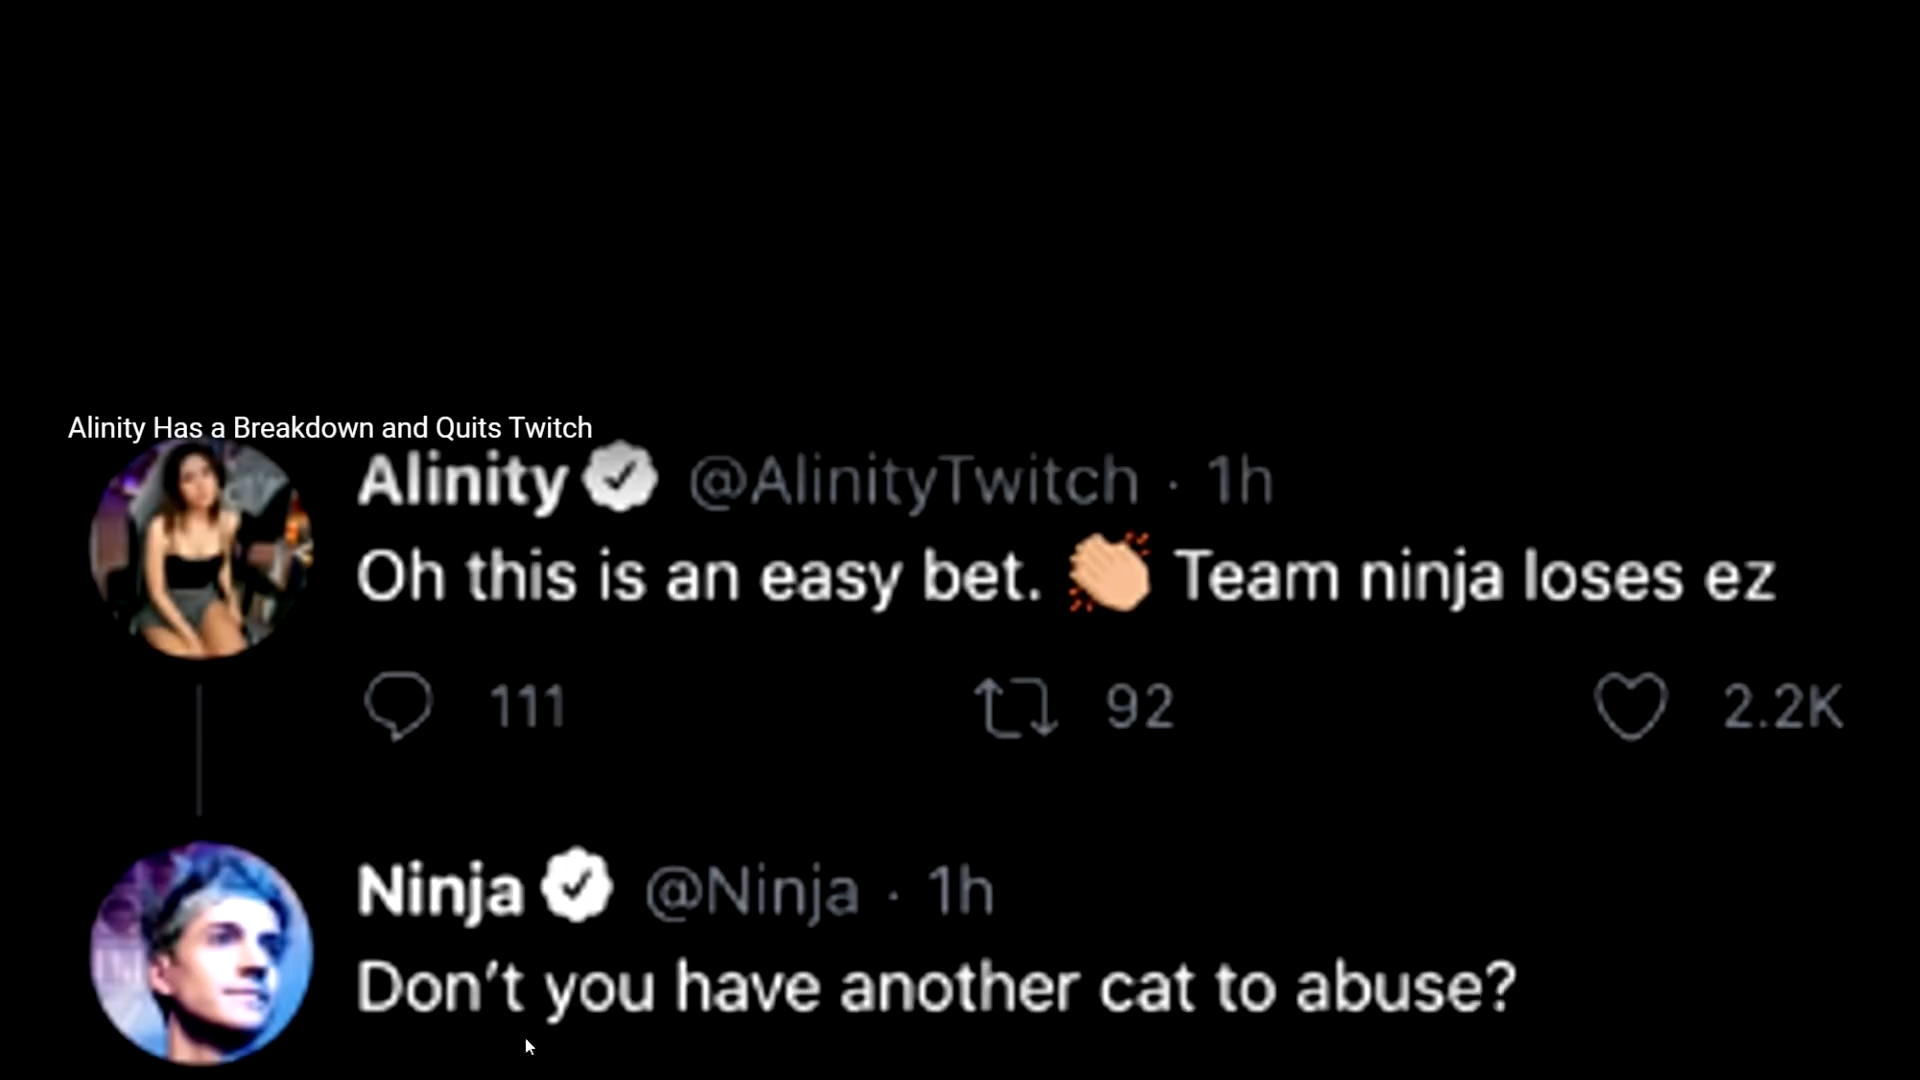 Alinity Has a Breakdown and Quits Twitch
Alinity @AlinityTwitch · 1h
Oh this is an easy bet. 👏🏼 Team ninja loses ez
111 92 2.2K
Ninja @Ninja · 1h
Don’t you have another cat to abuse?